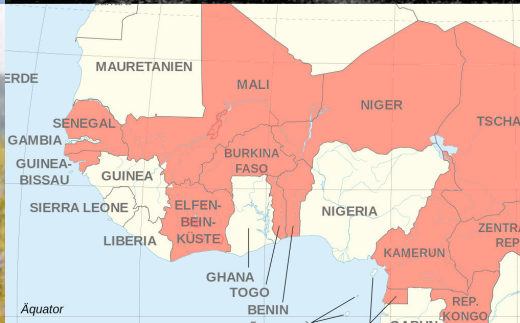 MAURETANIEN
ERDE
MALI
NIGER
TSCHA
SENEGAL
GAMBIA
BURKINA
FASO
GUINEA-
BISSAU
GUINEA
ELFEN-
BEIN-
KÜSTE
SIERRA LEONE
NIGERIA
LIBERIA
ZENTRA
REP
KAMERUN
GHANA
TOGO
BENIN
REP.
KONGO
Äquator